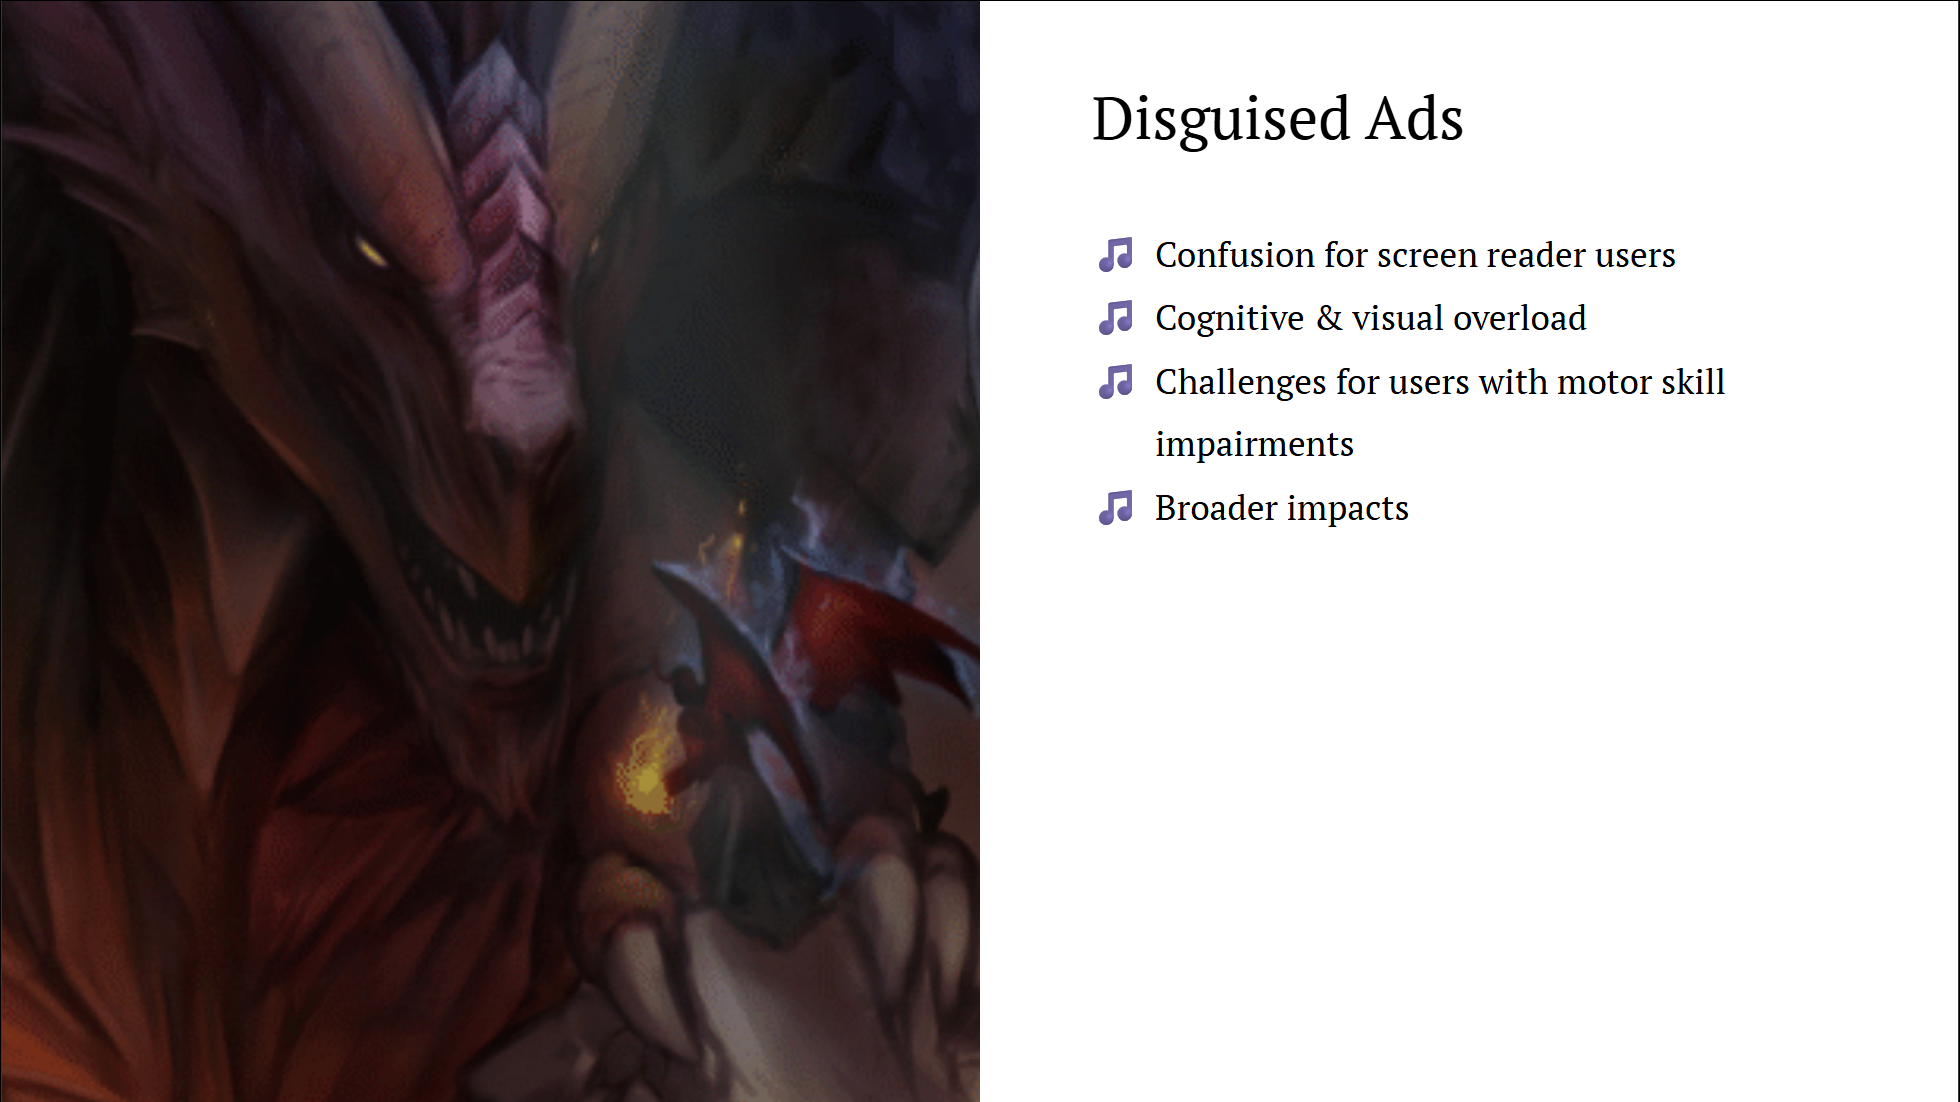 Disguised Ads
🎵 Confusion for screen reader users
🎵 Cognitive & visual overload
🎵 Challenges for users with motor skill
impairments
🎵 Broader impacts